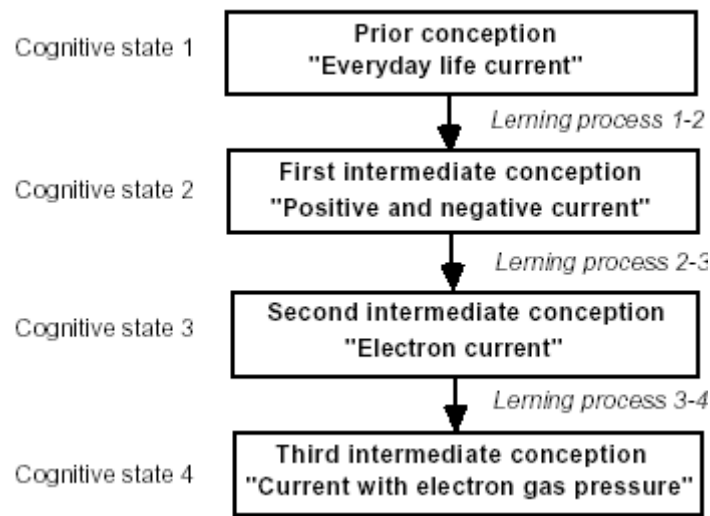 Cognitive state 1
Prior conception
"Everyday life current"
Lerning process 1-2
Cognitive state 2
First intermediate conception
"Positive and negative current"
Lerning process 2-3
Cognitive state 3
Second intermediate conception
"Electron current"
Lerning process 3-4
Cognitive state 4
Third intermediate conception
"Current with electron gas pressure"